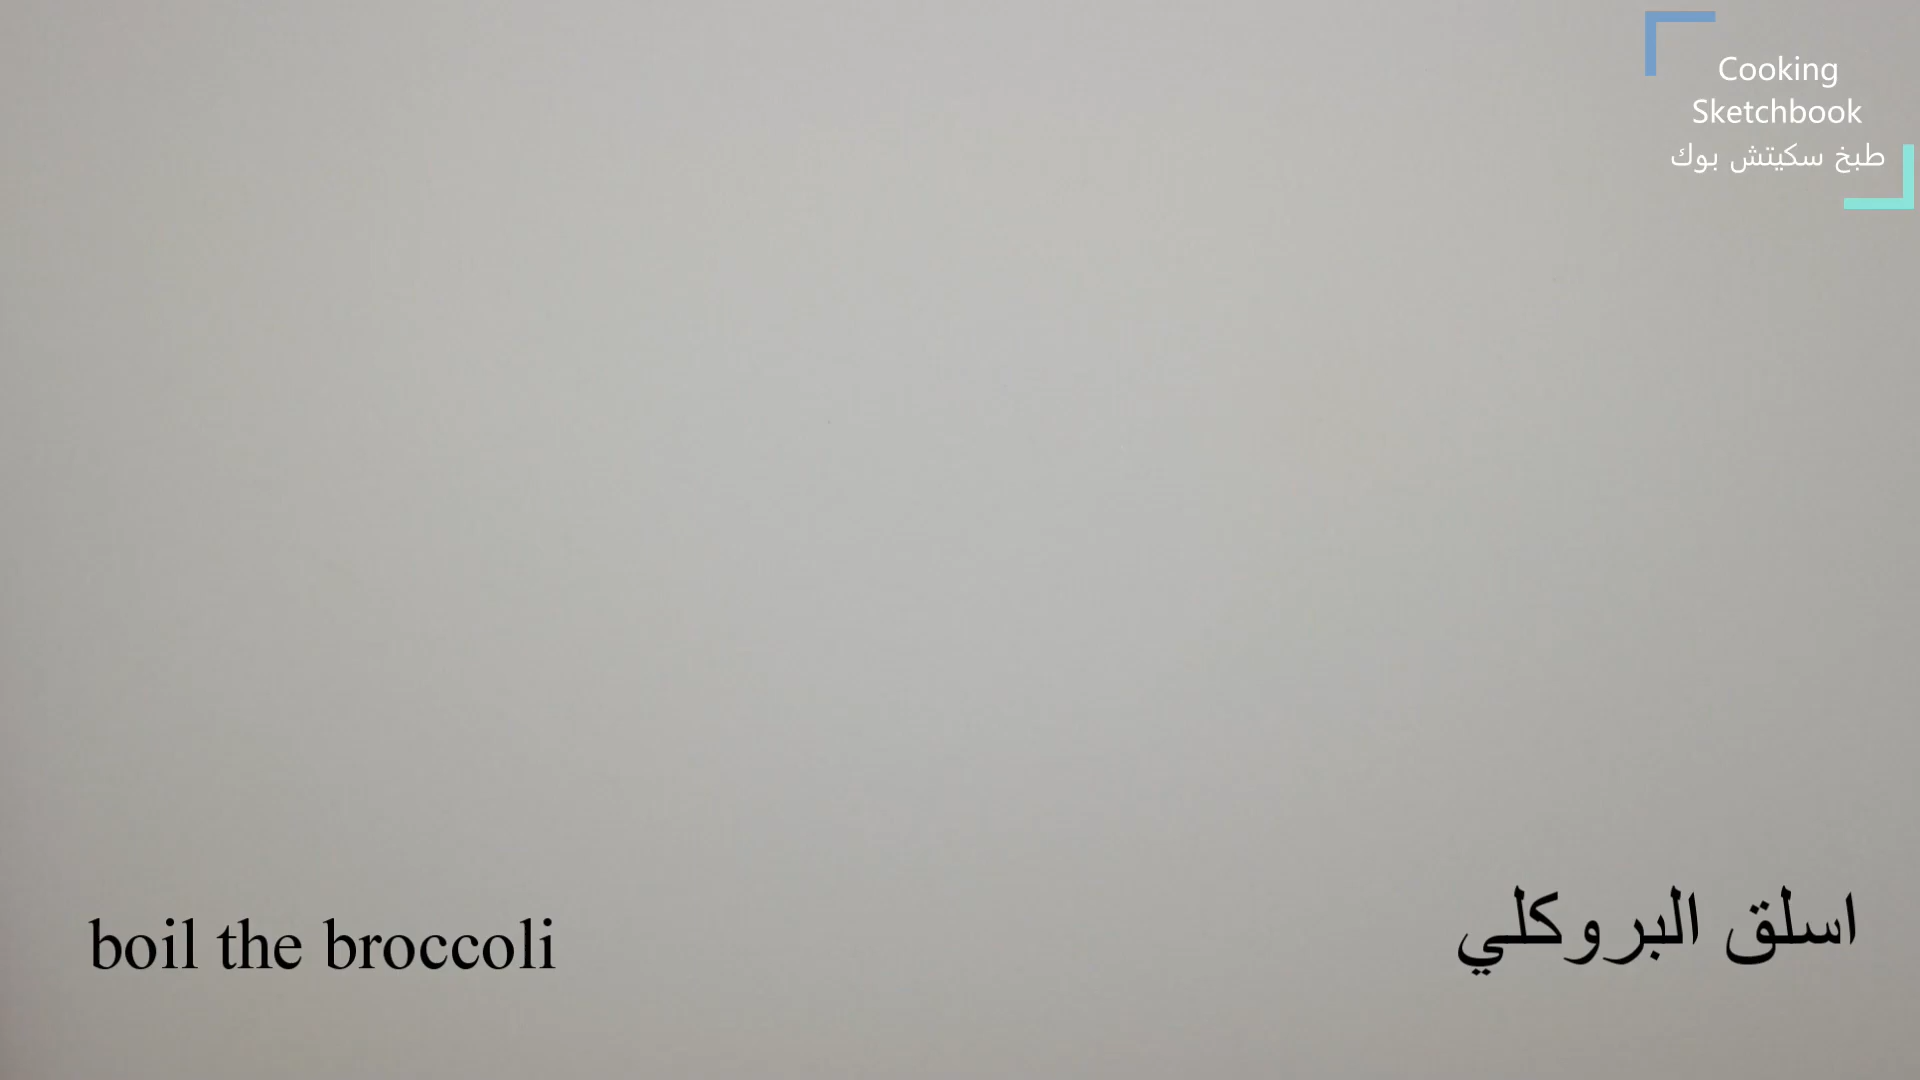 Cooking
Sketchbook
طبخ سكيتش بوك
boil the broccoli
اسلق البروكلي